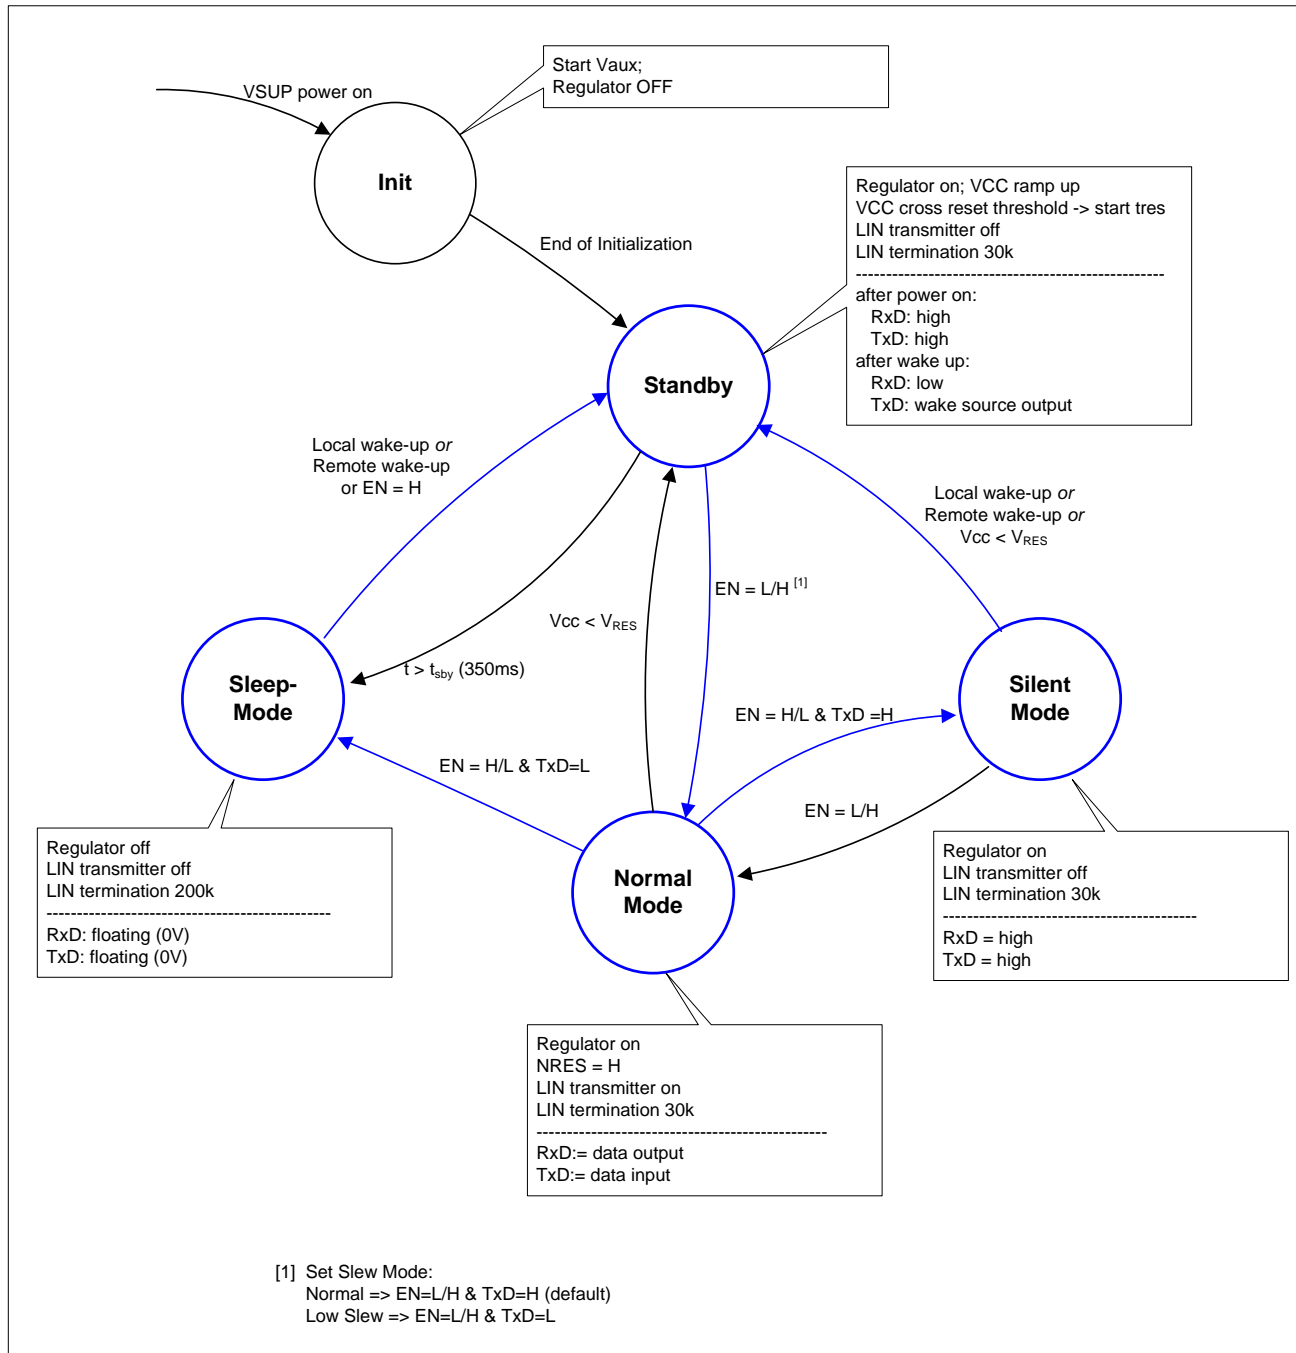 Start Vaux;
Regulator OFF
VSUP power on
Init
Regulator on; VCC ramp up
VCC cross reset threshold -> start tres
LIN transmitter off
LIN termination 30k
----------------------------------------------------
after power on:
RxD: high
TxD: high
after wake up:
RxD: low
TxD: wake source output
End of Initialization
Standby
Local wake-up or
Remote wake-up
or EN = H
Local wake-up or
Remote wake-up or
Vcc < VRES
EN = L/H [1]
Vcc < VRES
t > tsby (350ms)
Sleep-
Mode
Silent
Mode
EN = H/L & TxD =H
EN = H/L & TxD=L
EN = L/H
Normal
Mode
Regulator off
LIN transmitter off
LIN termination 200k
------------------------------------------------
RxD: floating (0V)
TxD: floating (0V)
Regulator on
LIN transmitter off
LIN termination 30k
-------------------------------------------
RxD = high
TxD = high
Regulator on
NRES = H
LIN transmitter on
LIN termination 30k
-------------------------------------------------
RxD:= data output
TxD:= data input
[1] Set Slew Mode:
Normal => EN=L/H & TxD=H (default)
Low Slew => EN=L/H & TxD=L